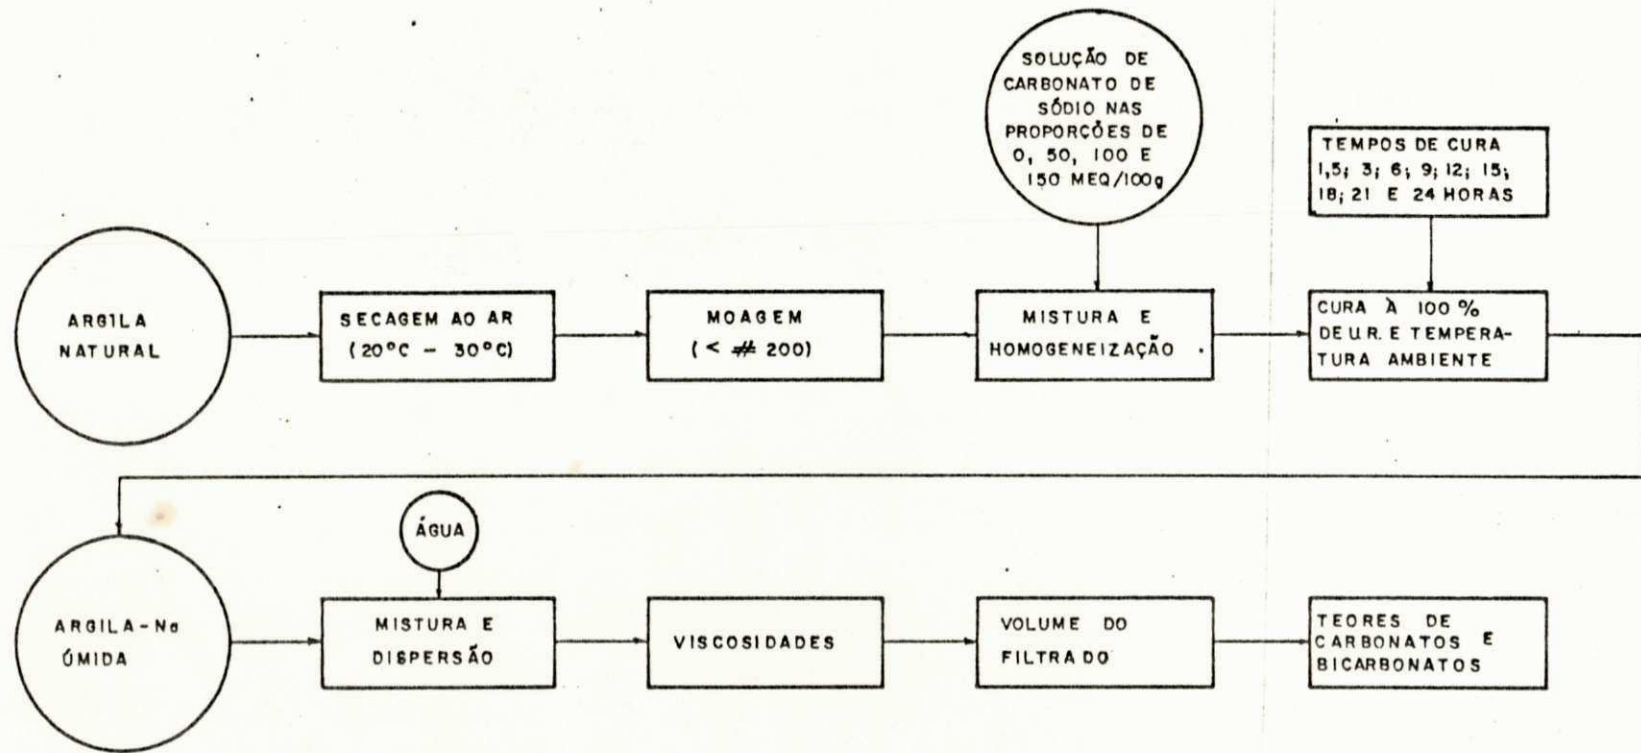 SOLUÇÃO DE
CARBONATO DE
SÓDIO NAS
PROPORÇÕES DE
0, 50, 100 E
150 MEQ/100g
TEMPOS DE CURA
1,5; 3; 6; 9; 12; 15;
18; 21 E 24 HORAS
ARGILA
NATURAL
SECAGEM AO AR
(20°C - 30°C)
MOAGEM
( < # 200)
MISTURA E
HOMOGENEIZAÇÃO
CURA À 100 %
DE U.R. E TEMPERA-
TURA AMBIENTE
ÁGUA
ARGILA-Na
ÚMIDA
MISTURA E
DISPERSÃO
VISCOSIDADES
VOLUME DO
FILTRADO
TEORES DE
CARBONATOS E
BICARBONATOS